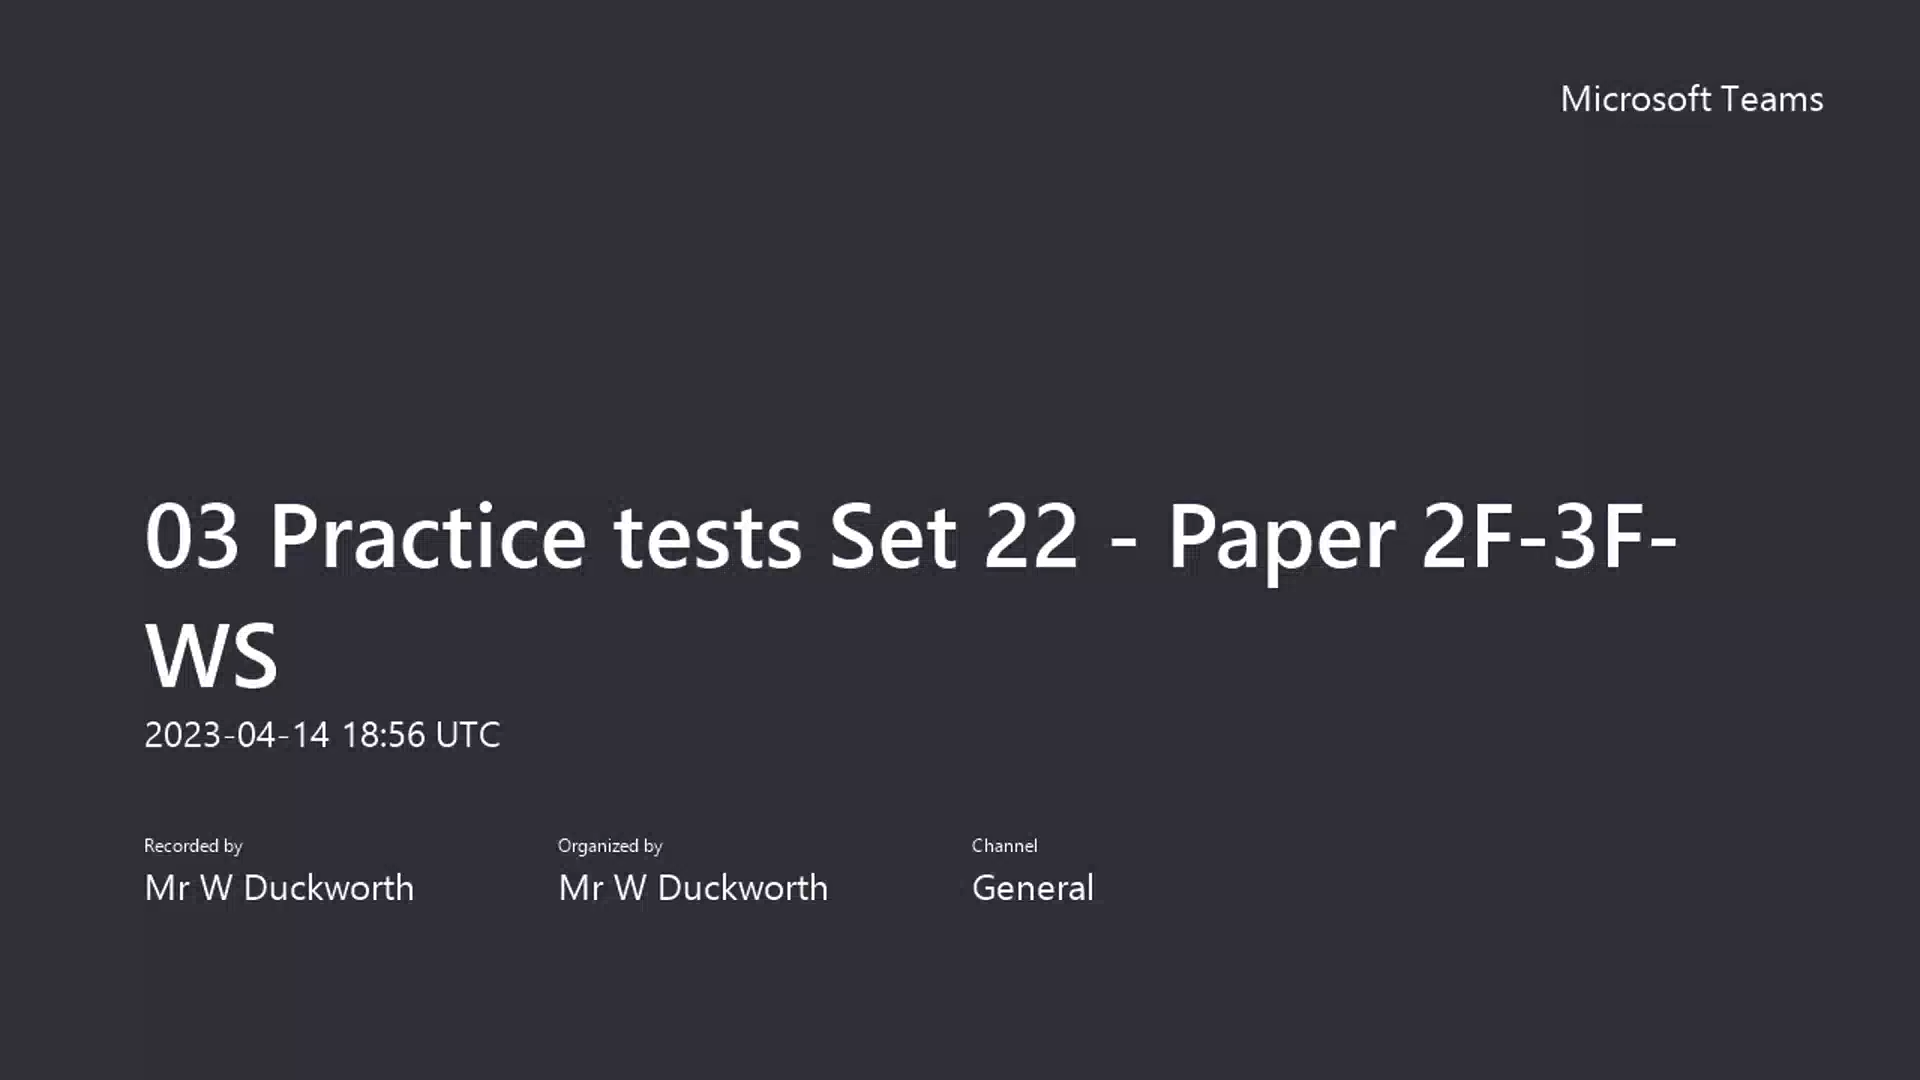 Microsoft Teams
03 Practice tests Set 22 - Paper 2F-3F-
WS
2023-04-14 18:56 UTC
Recorded by
Mr W Duckworth
Organized by
Mr W Duckworth
Channel
General